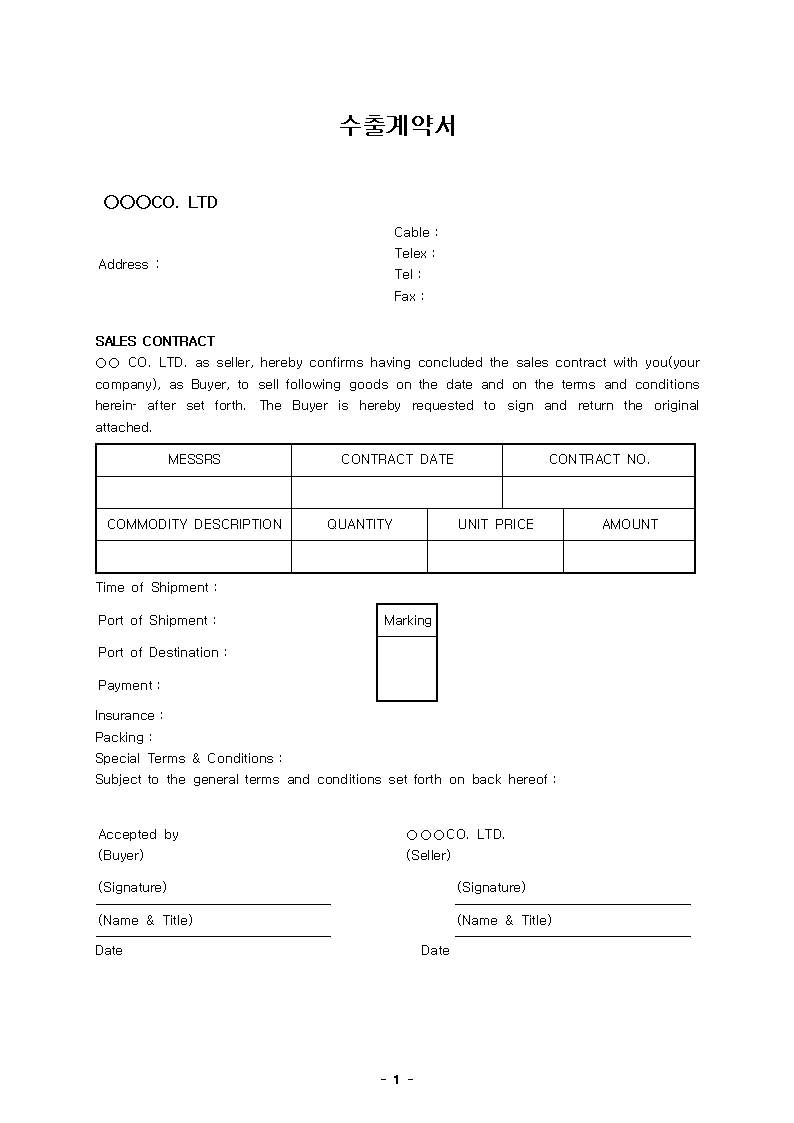 수출계약서
○○○CO. LTD
Address :
Cable :
Telex :
Tel :
Fax :
SALES CONTRACT
○○ CO. LTD. as seller, hereby confirms having concluded the sales contract with you(your
company), as Buyer, to sell following goods on the date and on the terms and conditions
herein- after set forth. The Buyer is hereby requested to sign and return the original
attached.
MESSRS CONTRACT DATE CONTRACT NO.
COMMODITY DESCRIPTION QUANTITY UNIT PRICE AMOUNT
Time of Shipment :
Port of Shipment : Marking
Port of Destination :
Payment :
Insurance :
Packing :
Special Terms & Conditions :
Subject to the general terms and conditions set forth on back hereof :
Accepted by ○○○CO. LTD.
(Buyer) (Seller)
(Signature) (Signature)
(Name & Title) (Name & Title)
Date Date
- 1 -